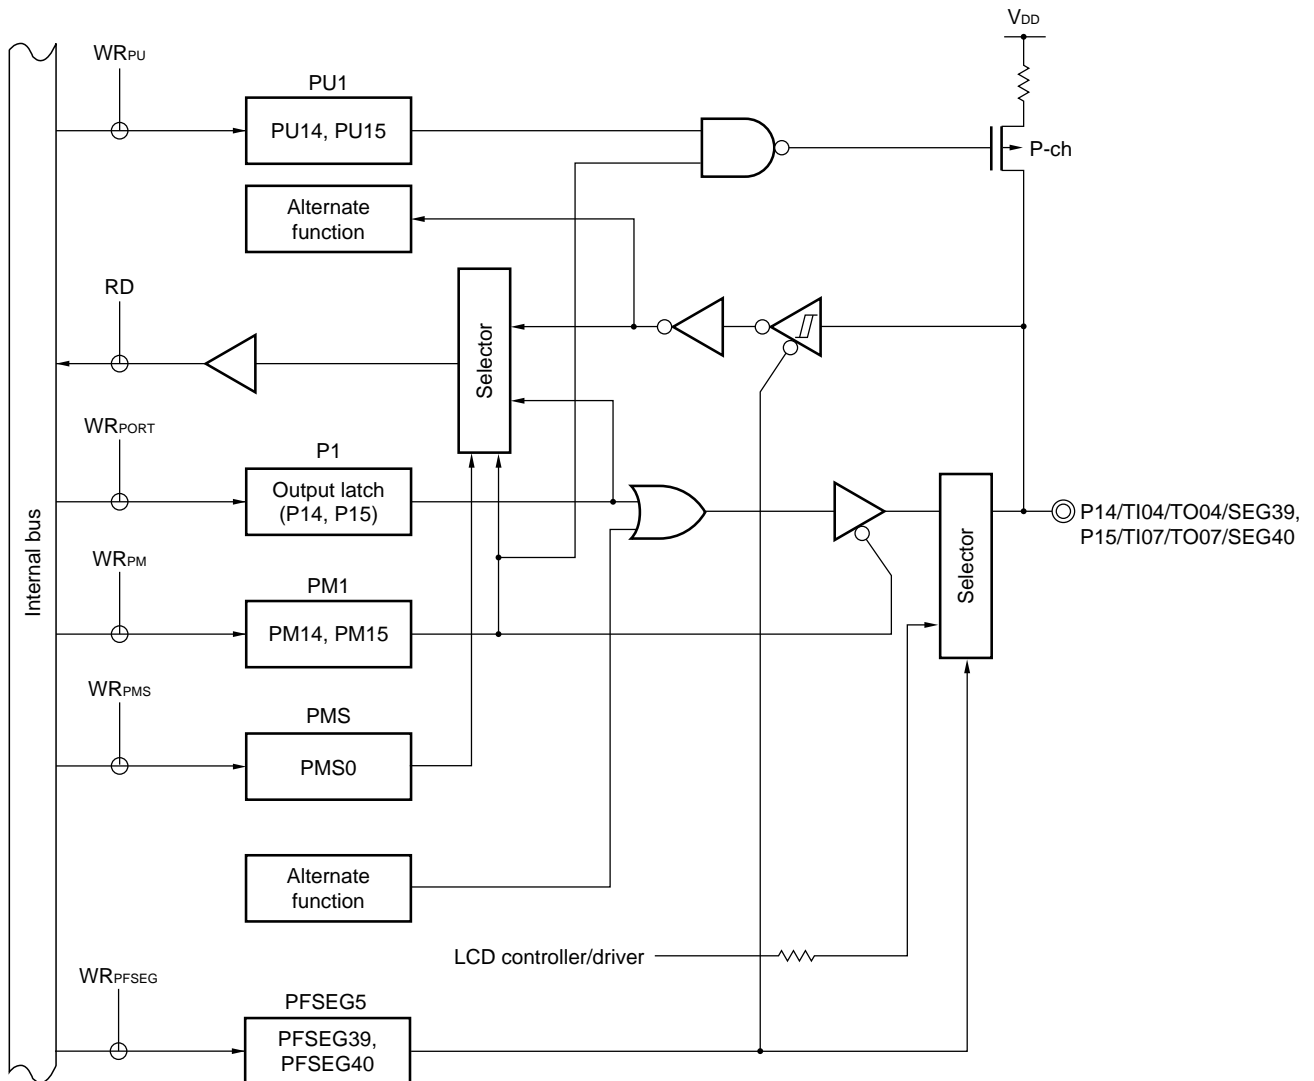 VDD
WRPU
PU1
PU14, PU15
P-ch
Alternate
function
RD
Selector
WRPORT
P1
Output latch
(P14, P15)
P14/TI04/TO04/SEG39,
P15/TI07/TO07/SEG40
Internal bus
WRPM
PM1
PM14, PM15
Selector
WRPMS
PMS
PMS0
Alternate
function
LCD controller/driver
WRPFSEG
PFSEG5
PFSEG39,
PFSEG40